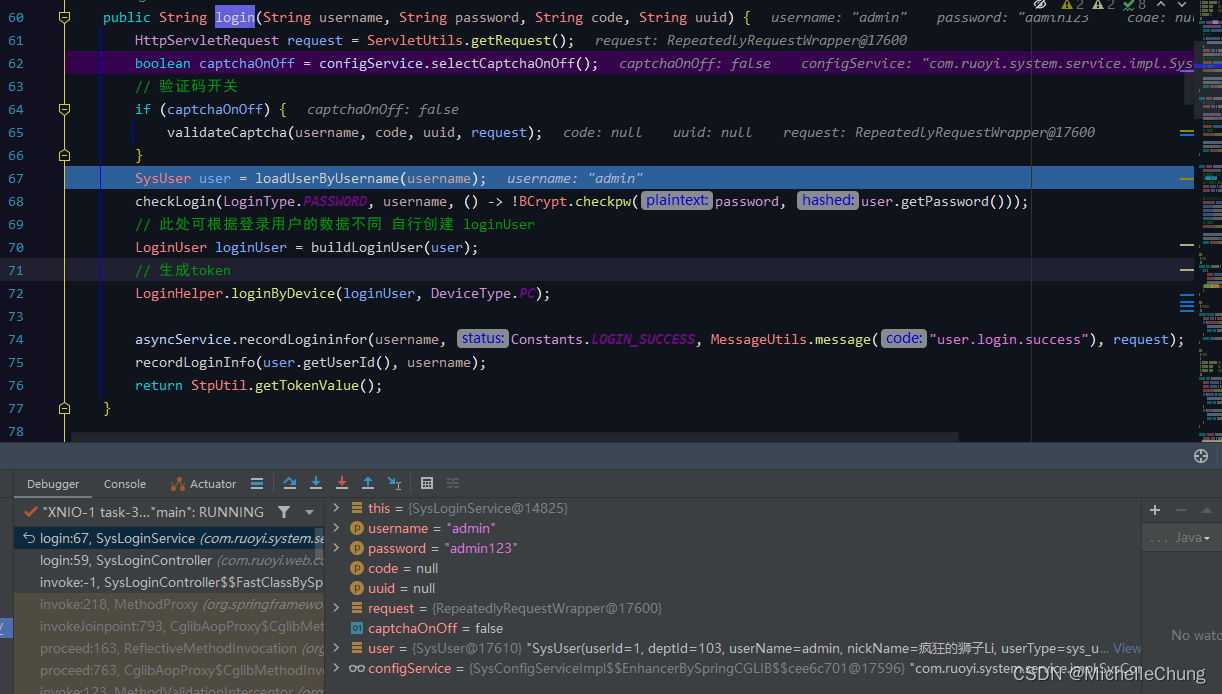 2 2 8
60 public String login(String username, String password, String code, String uuid) { username: "admin" password: "admin123" code: nul
61 HttpServletRequest request = ServletUtils.getRequest(); request: RepeatedlyRequestWrapper@17600
62 boolean captchaOnOff = configService.selectCaptchaOnOff(); captchaOnOff: false configService: "com.ruoyi.system.service.impl.Sys
63 // 验证码开关
64 if (captchaOnOff) { captchaOnOff: false
65 validateCaptcha(username, code, uuid, request); code: null uuid: null request: RepeatedlyRequestWrapper@17600
66 }
67 SysUser user = loadUserByUsername(username); username: "admin"
68 checkLogin(LoginType.PASSWORD, username, () -> !BCrypt.checkpw( plaintext: password, hashed: user.getPassword()));
69 // 此处可根据登录用户的数据不同 自行创建 loginUser
70 LoginUser loginUser = buildLoginUser(user);
71 // 生成token
72 LoginHelper.loginByDevice(loginUser, DeviceType.PC);
73
74 asyncService.recordLogininfor(username, status: Constants.LOGIN_SUCCESS, MessageUtils.message( code: "user.login.success"), request);
75 recordLoginInfo(user.getUserId(), username);
76 return StpUtil.getTokenValue();
77 }
78
Debugger Console Actuator
"XNIO-1 task-3..."main": RUNNING
login:67, SysLoginService (com.ruoyi.system.se
login:59, SysLoginController (com.ruoyi.web.co
invoke:-1, SysLoginController$$FastClassBySp
invoke:218, MethodProxy (org.springframewo
invokeJoinpoint:793, CglibAopProxy$CglibMet
proceed:163, ReflectiveMethodInvocation (org
proceed:763, CglibAopProxy$CglibMethodInv
invoke:123, MethodValidationInterceptor (org
this = {SysLoginService@14825}
username = "admin"
password = "admin123"
code = null
uuid = null
request = {RepeatedlyRequestWrapper@17600}
captchaOnOff = false
user = {SysUser@17610} "SysUser(userId=1, deptId=103, userName=admin, nickName=疯狂的狮子Li, userType=sys_u... View
configService = {SysConfigServiceImpl$$EnhancerBySpringCGLIB$$cee6c701@17596} "com.ruoyi.system.service.impl.SysCon
... Java
No watc
CSDN @MichelleChung